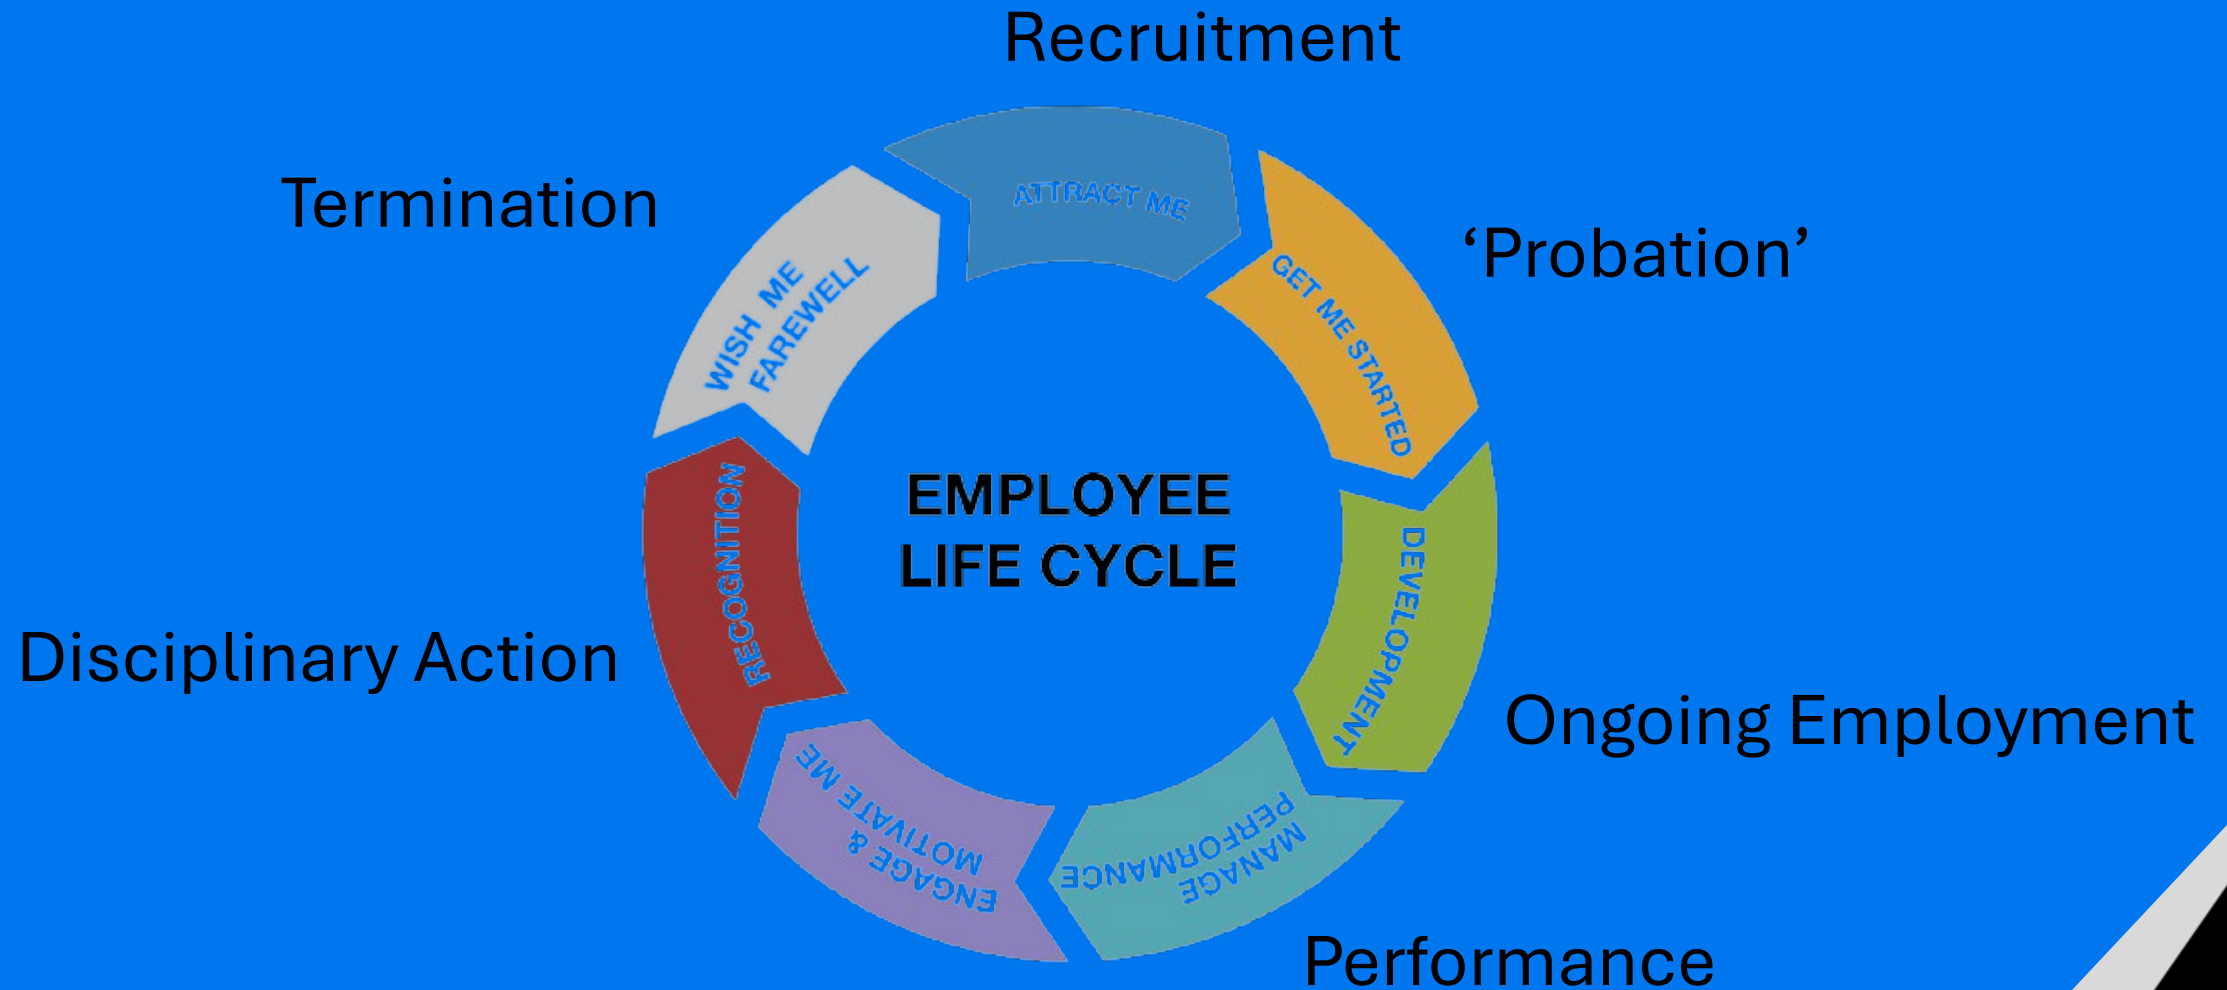 Recruitment
ATTRACT ME
‘Probation’
GET ME STARTED
DEVELOPMENT
Ongoing Employment
MANAGE
PERFORMANCE
Performance
ENGAGE &
MOTIVATE ME
RECOGNITION
Disciplinary Action
WISH ME
FAREWELL
Termination
EMPLOYEE
LIFE CYCLE